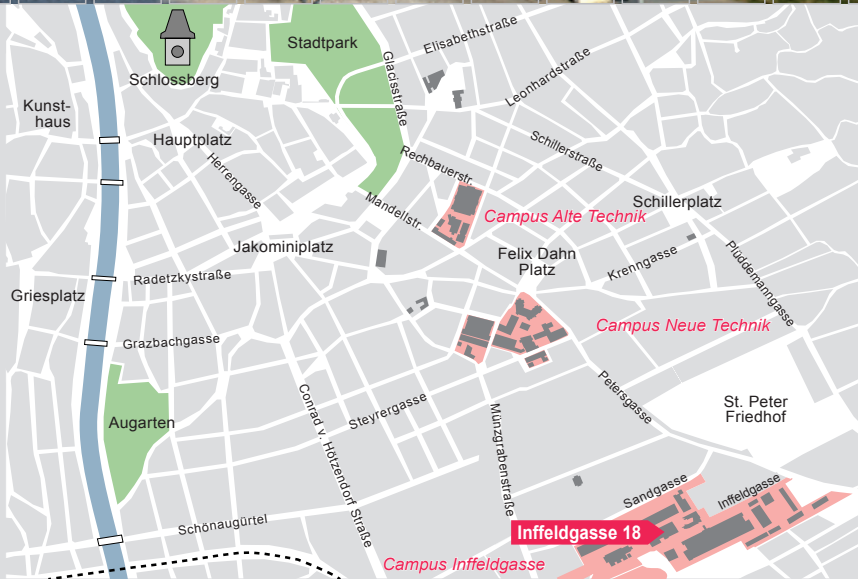 Stadtpark
Elisabethstraße
Glacisstraße
Schlossberg
Leonhardstraße
Kunst-
haus
Hauptplatz
Herrengasse
Schillerstraße
Rechbauerstr.
Mandellstr.
Campus Alte Technik
Schillerplatz
Jakominiplatz
Felix Dahn
Platz
Plüddemanngasse
Krenngasse
Griesplatz
Radetzkystraße
Campus Neue Technik
Grazbachgasse
Petersgasse
Augarten
Conrad v. Hötzendorf Straße
Steyrergasse
Münzgrabenstraße
St. Peter
Friedhof
Sandgasse
Inffeldgasse
Schönaugürtel
Inffeldgasse 18
Campus Inffeldgasse